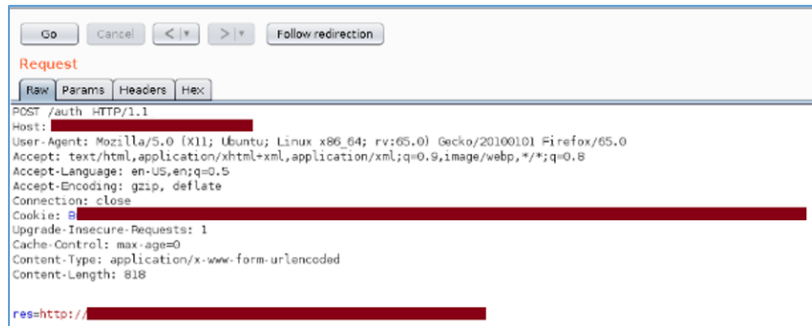 Go Cancel < > Follow redirection
Request
Raw Params Headers Hex
POST /auth HTTP/1.1
Host:
User-Agent: Mozilla/5.0 (X11; Ubuntu; Linux x86_64; rv:65.0) Gecko/20100101 Firefox/65.0
Accept: text/html,application/xhtml+xml,application/xml;q=0.9,image/webp,*/*;q=0.8
Accept-Language: en-US,en;q=0.5
Accept-Encoding: gzip, deflate
Connection: close
Cookie:
Upgrade-Insecure-Requests: 1
Cache-Control: max-age=0
Content-Type: application/x-www-form-urlencoded
Content-Length: 818
res=http://